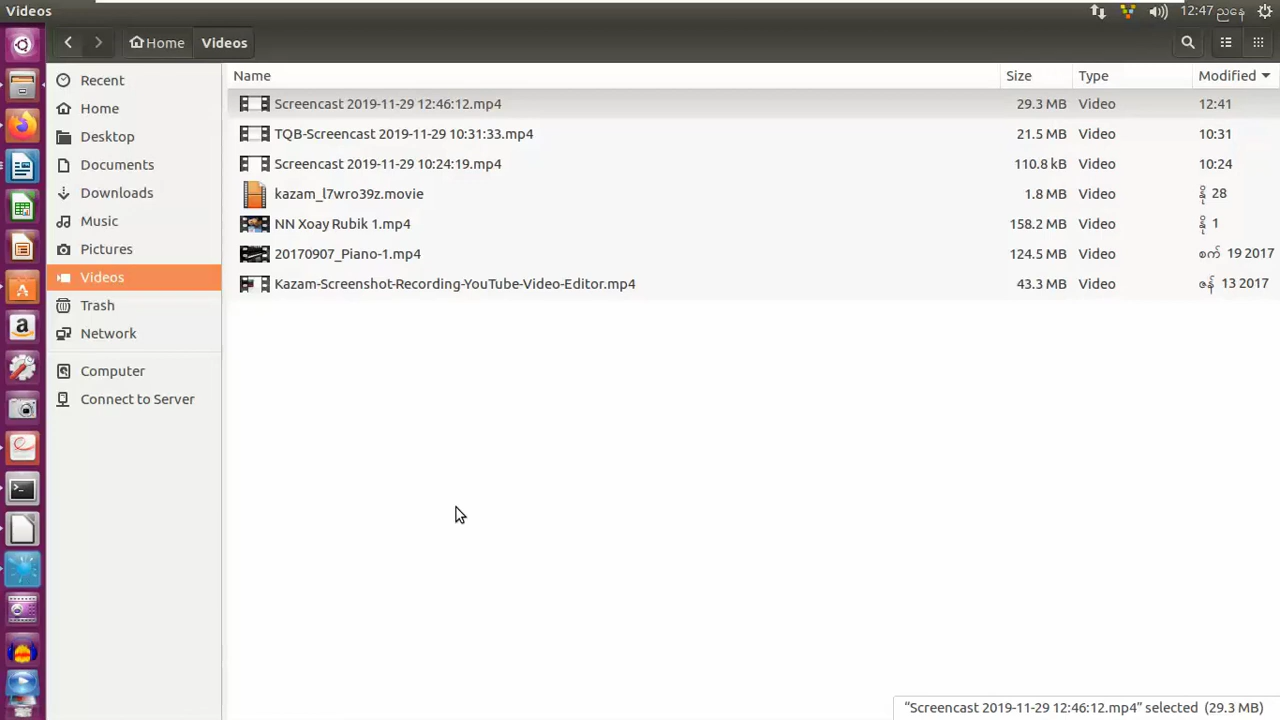 Videos
12:47 ညနေ
Home
Videos
Recent
Home
Desktop
Documents
Downloads
Music
Pictures
Videos
Trash
Network
Computer
Connect to Server
Name Size Type Modified
Screencast 2019-11-29 12:46:12.mp4 29.3 MB Video 12:41
TQB-Screencast 2019-11-29 10:31:33.mp4 21.5 MB Video 10:31
Screencast 2019-11-29 10:24:19.mp4 110.8 kB Video 10:24
kazam_l7wro39z.movie 1.8 MB Video နို 28
NN Xoay Rubik 1.mp4 158.2 MB Video နို 1
20170907_Piano-1.mp4 124.5 MB Video စက် 19 2017
Kazam-Screenshot-Recording-YouTube-Video-Editor.mp4 43.3 MB Video ဇန် 13 2017
“Screencast 2019-11-29 12:46:12.mp4” selected (29.3 MB)